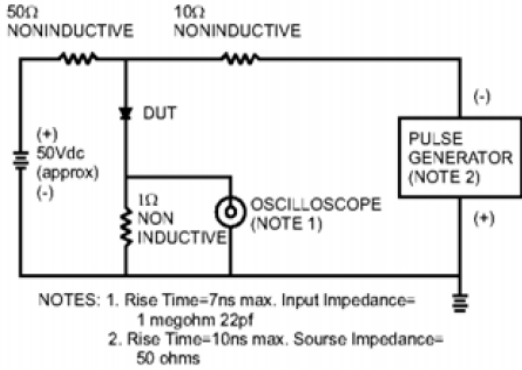 50Ω
NONINDUCTIVE
10Ω
NONINDUCTIVE
(+)
50Vdc
(approx)
(-)
DUT
1Ω
NON
INDUCTIVE
OSCILLOSCOPE
(NOTE 1)
(-)
PULSE
GENERATOR
(NOTE 2)
(+)
NOTES: 1. Rise Time=7ns max. Input Impedance=
1 megohm 22pf
2. Rise Time=10ns max. Sourse Impedance=
50 ohms